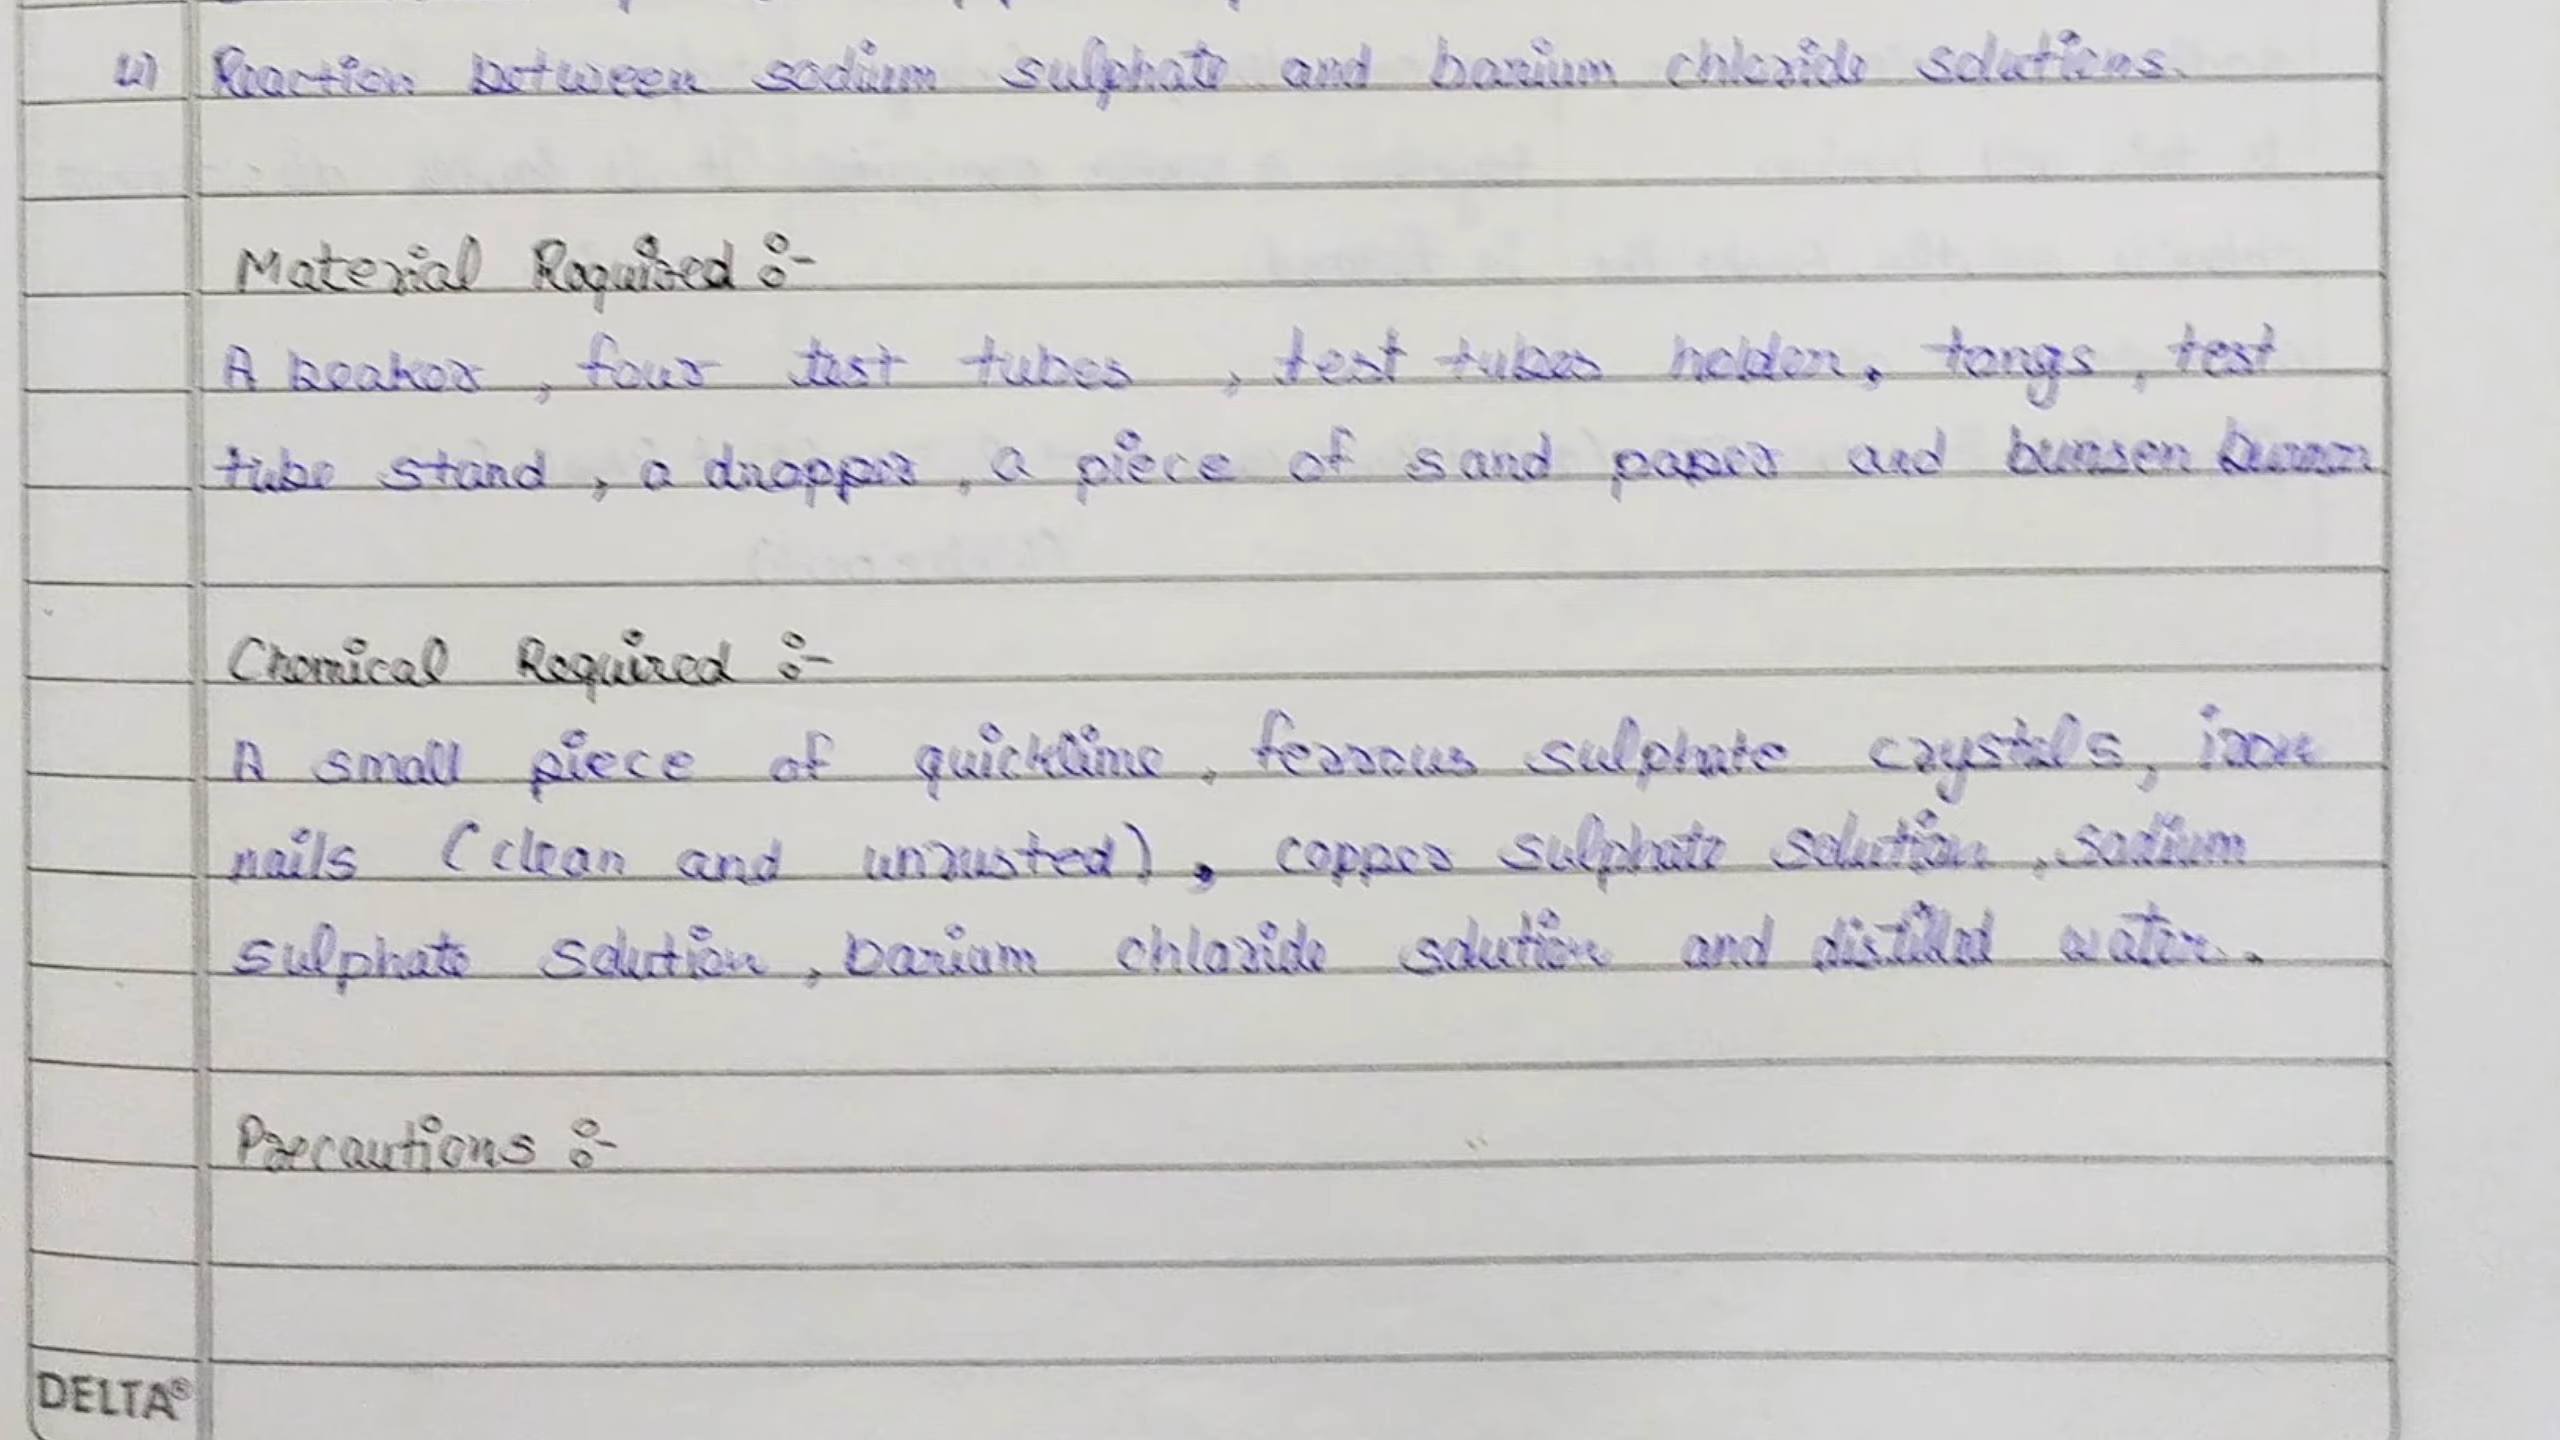 4) Reaction between sodium sulphate and barium chloride solutions.
Material Required :-
A beaker, four test tubes, test tubes holder, tongs, test
tube stand, a dropper, a piece of sand paper and bunsen burner
Chemical Required :-
A small piece of quicklime, ferrous sulphate crystals, iron
nails (clean and unrusted), copper sulphate solution, sodium
sulphate solution, barium chloride solution and distilled water.
Precautions :-
DELTA®